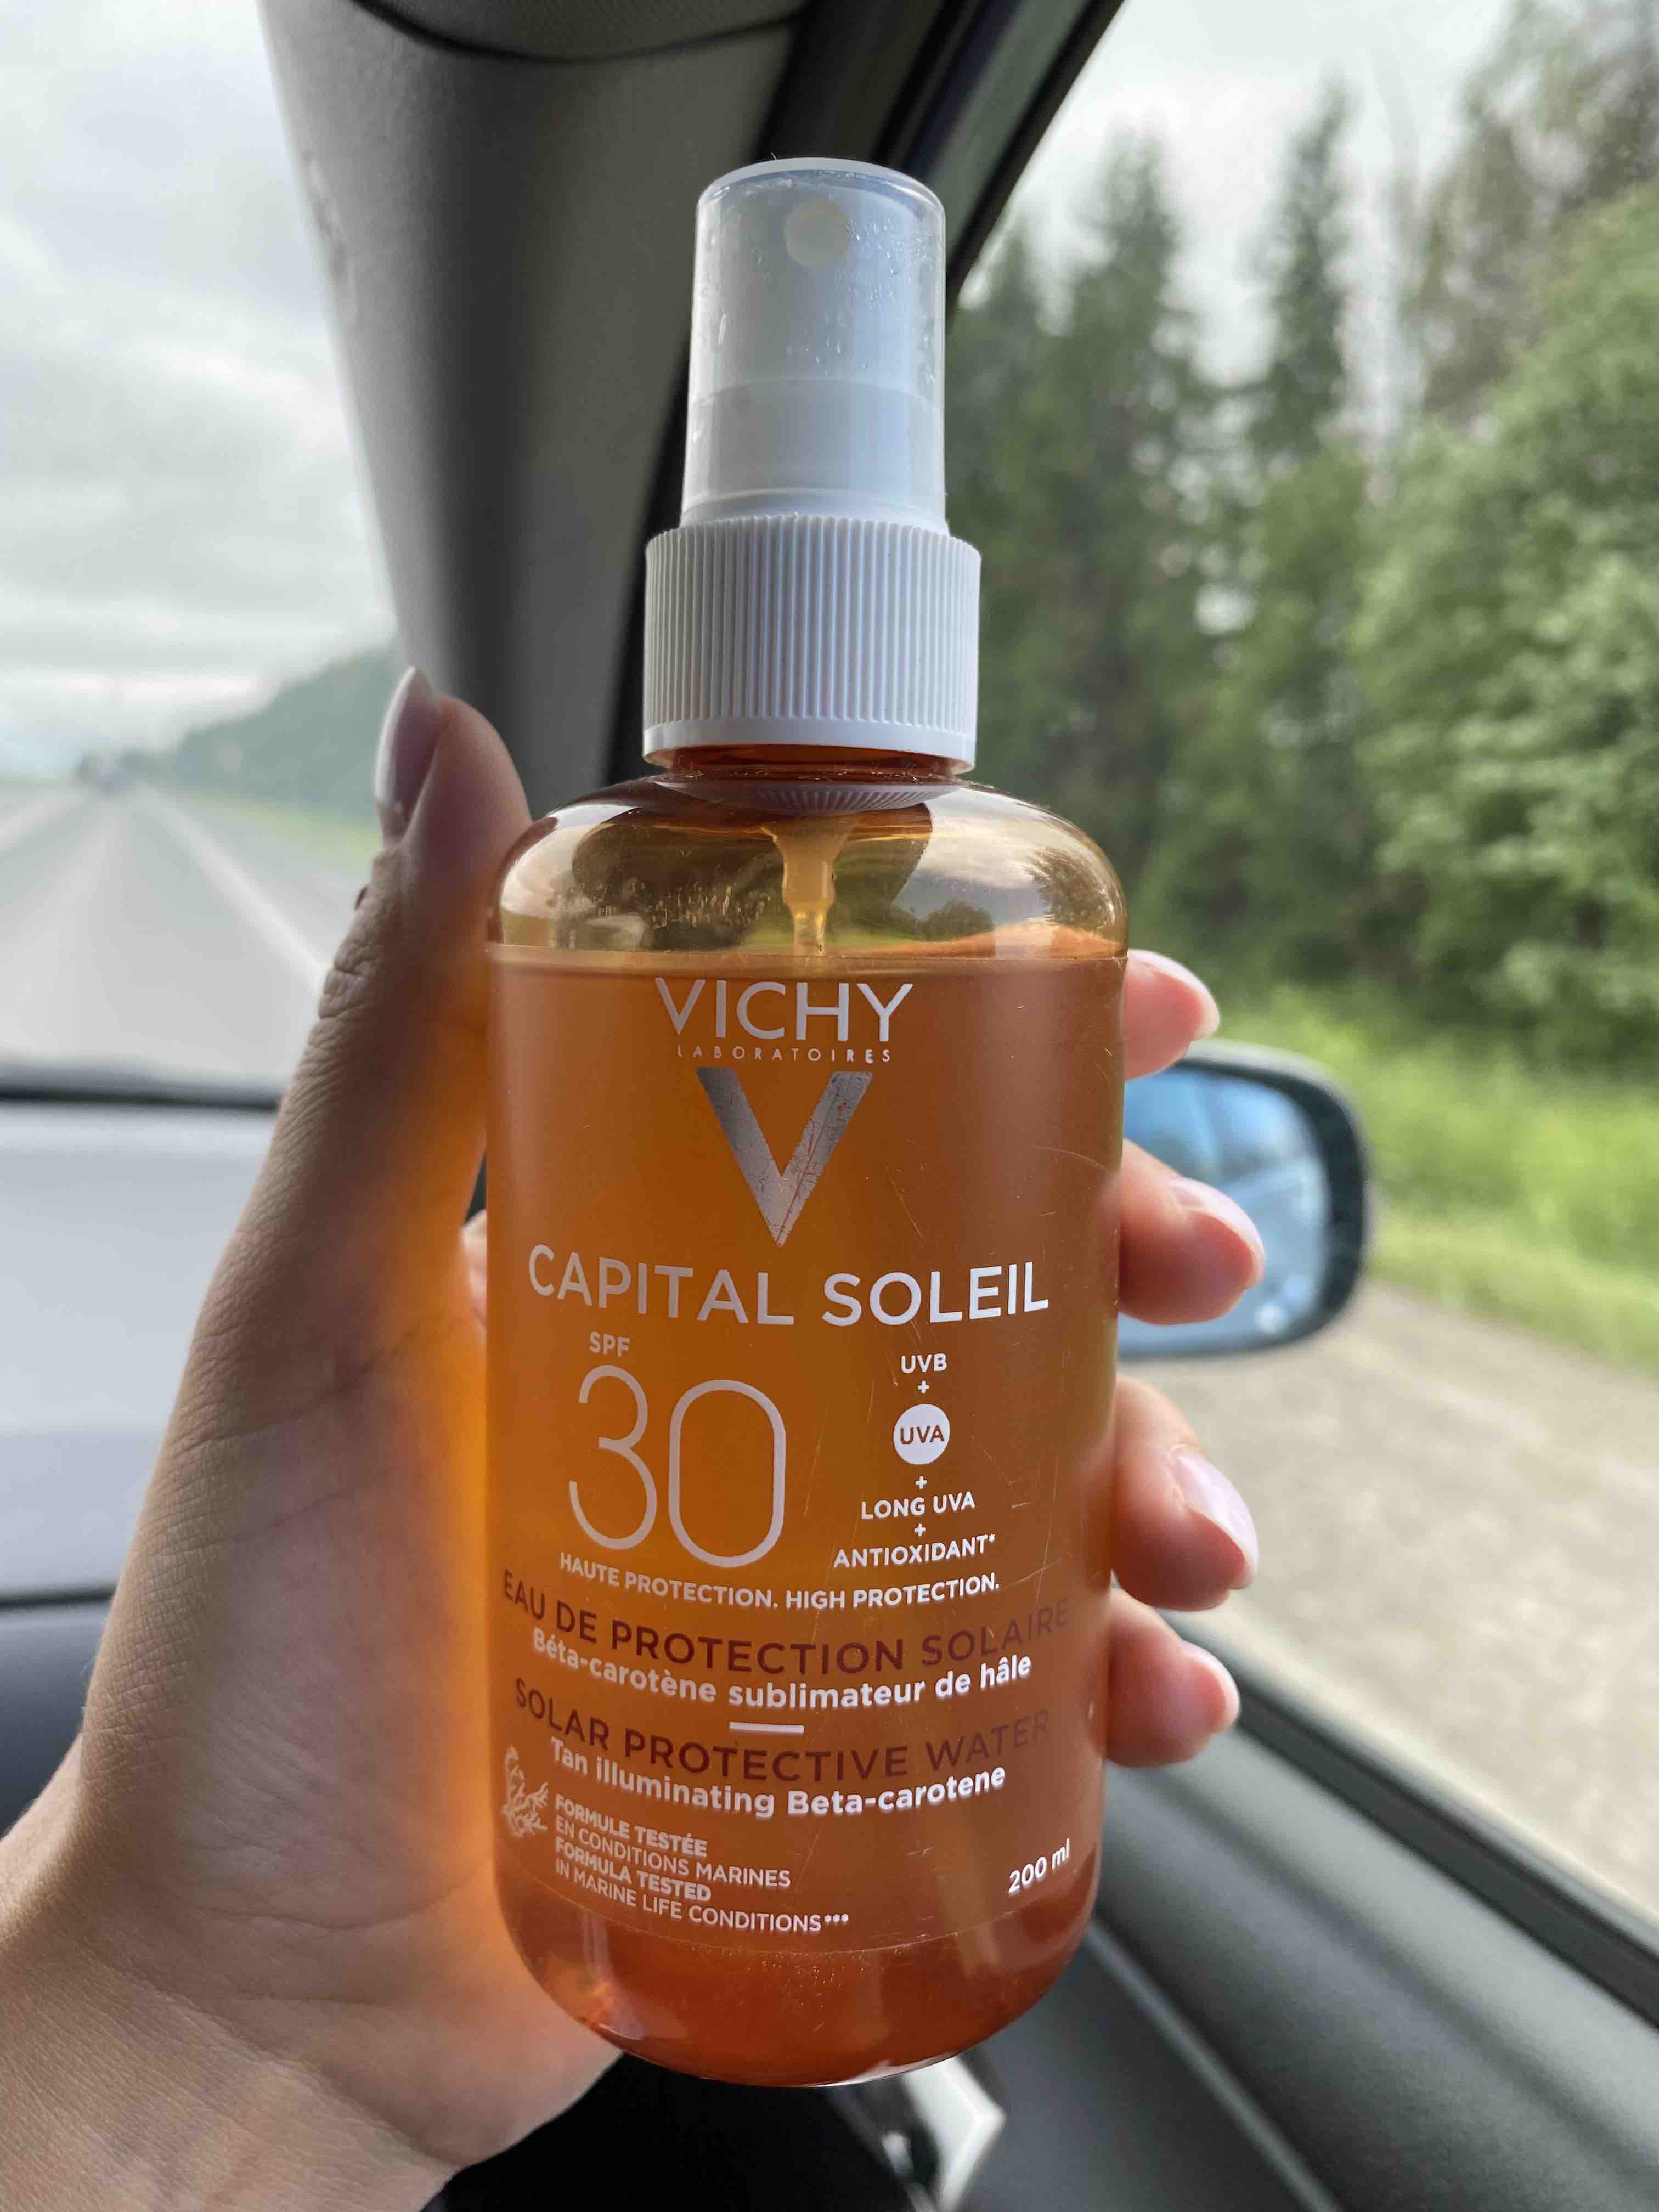 VICHY
LABORATOIRES
V
CAPITAL SOLEIL
SPF
30
UVB
+
UVA
+
LONG UVA
+
ANTIOXIDANT*
HAUTE PROTECTION. HIGH PROTECTION.
EAU DE PROTECTION SOLAIRE
Béta-carotène sublimateur de hâle
SOLAR PROTECTIVE WATER
Tan illuminating Beta-carotene
FORMULE TESTÉE
EN CONDITIONS MARINES
FORMULA TESTED
IN MARINE LIFE CONDITIONS***
200 ml